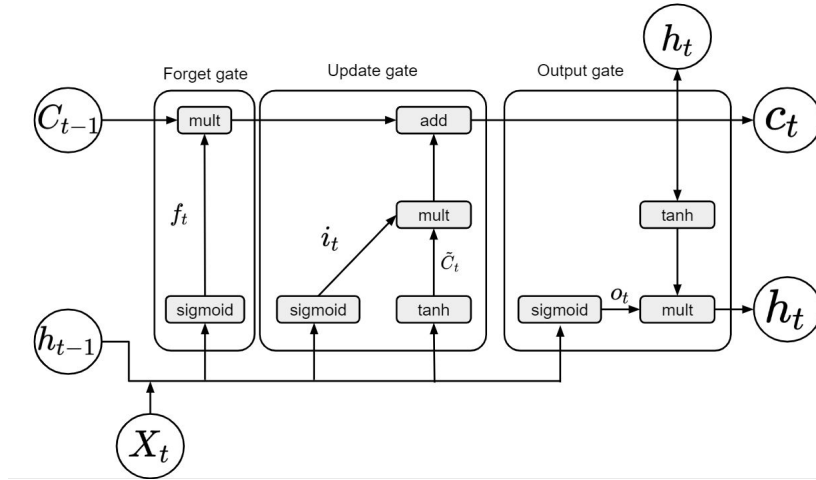 h_t
Forget gate
Update gate
Output gate
C_{t-1}
mult
add
c_t
f_t
i_t
mult
tanh
C̃_t
sigmoid
sigmoid
tanh
sigmoid
o_t
mult
h_t
h_{t-1}
X_t